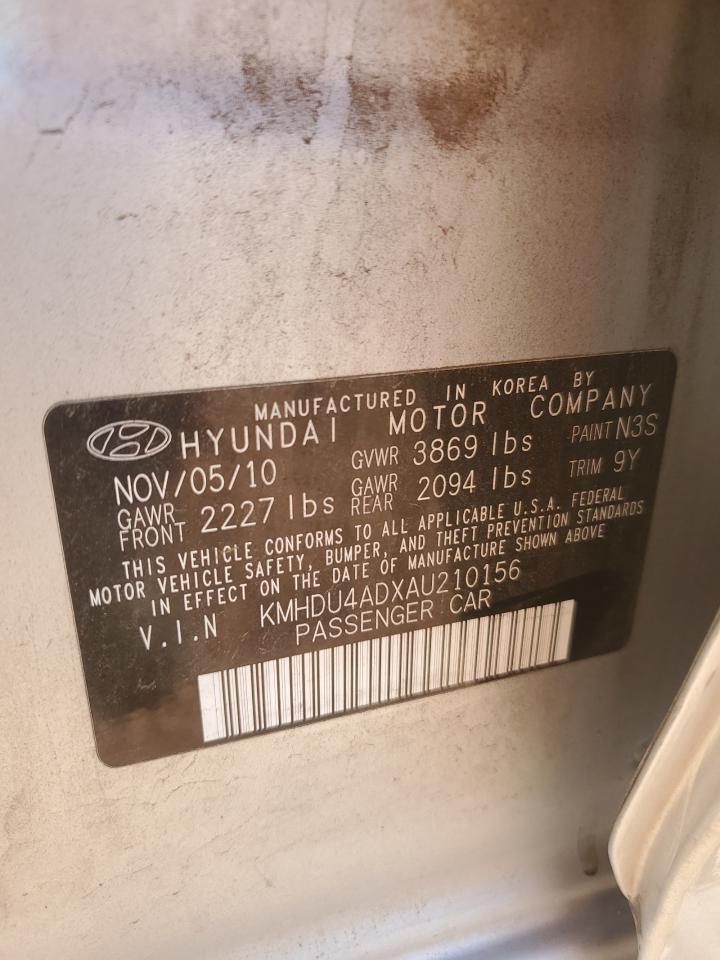 MANUFACTURED IN KOREA BY
HYUNDAI MOTOR COMPANY
NOV/05/10 GVWR 3869 lbs PAINT N3S
GAWR FRONT 2227 lbs GAWR REAR 2094 lbs TRIM 9Y
THIS VEHICLE CONFORMS TO ALL APPLICABLE U.S.A. FEDERAL
MOTOR VEHICLE SAFETY, BUMPER, AND THEFT PREVENTION STANDARDS
IN EFFECT ON THE DATE OF MANUFACTURE SHOWN ABOVE
V.I.N KMHDU4ADXAU210156
PASSENGER CAR